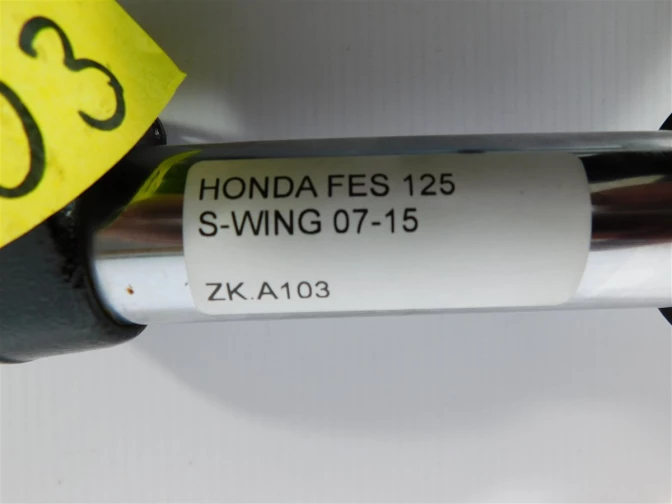 03
HONDA FES 125
S-WING 07-15
ZK.A103